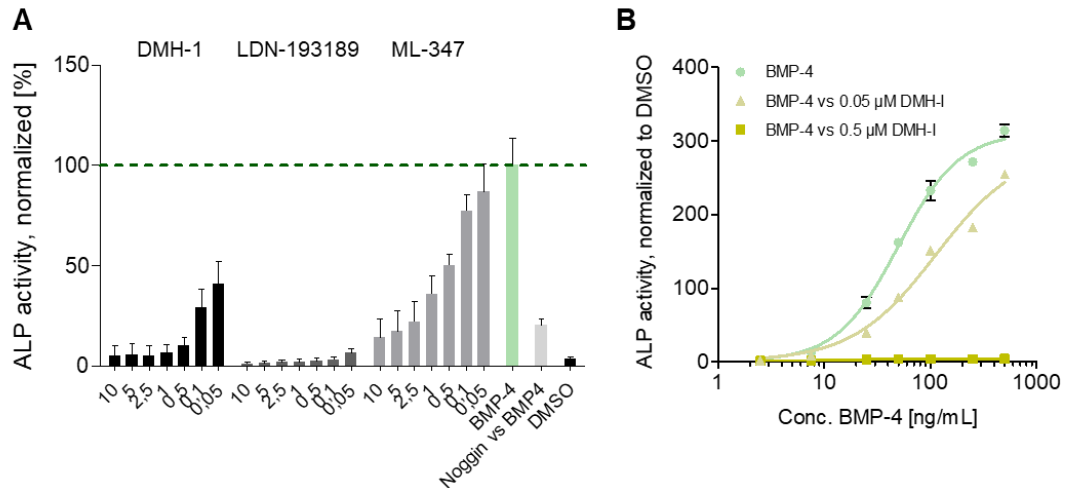 A
DMH-1 LDN-193189 ML-347
ALP activity, normalized [%]
150
100
50
0
10
5
2,5
1
0,5
0,1
0,05
10
5
2,5
1
0,5
0,1
0,05
10
5
2,5
1
0,5
0,1
0,05
BMP-4
Noggin vs BMP4
DMSO
B
ALP activity, normalized to DMSO
400
300
200
100
0
BMP-4
BMP-4 vs 0.05 µM DMH-I
BMP-4 vs 0.5 µM DMH-I
1 10 100 1000
Conc. BMP-4 [ng/mL]